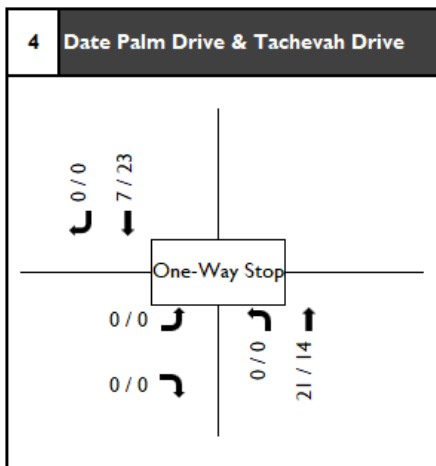 4
Date Palm Drive & Tachevah Drive
0 / 0
7 / 23
One-Way Stop
0 / 0
0 / 0
0 / 0
21 / 14